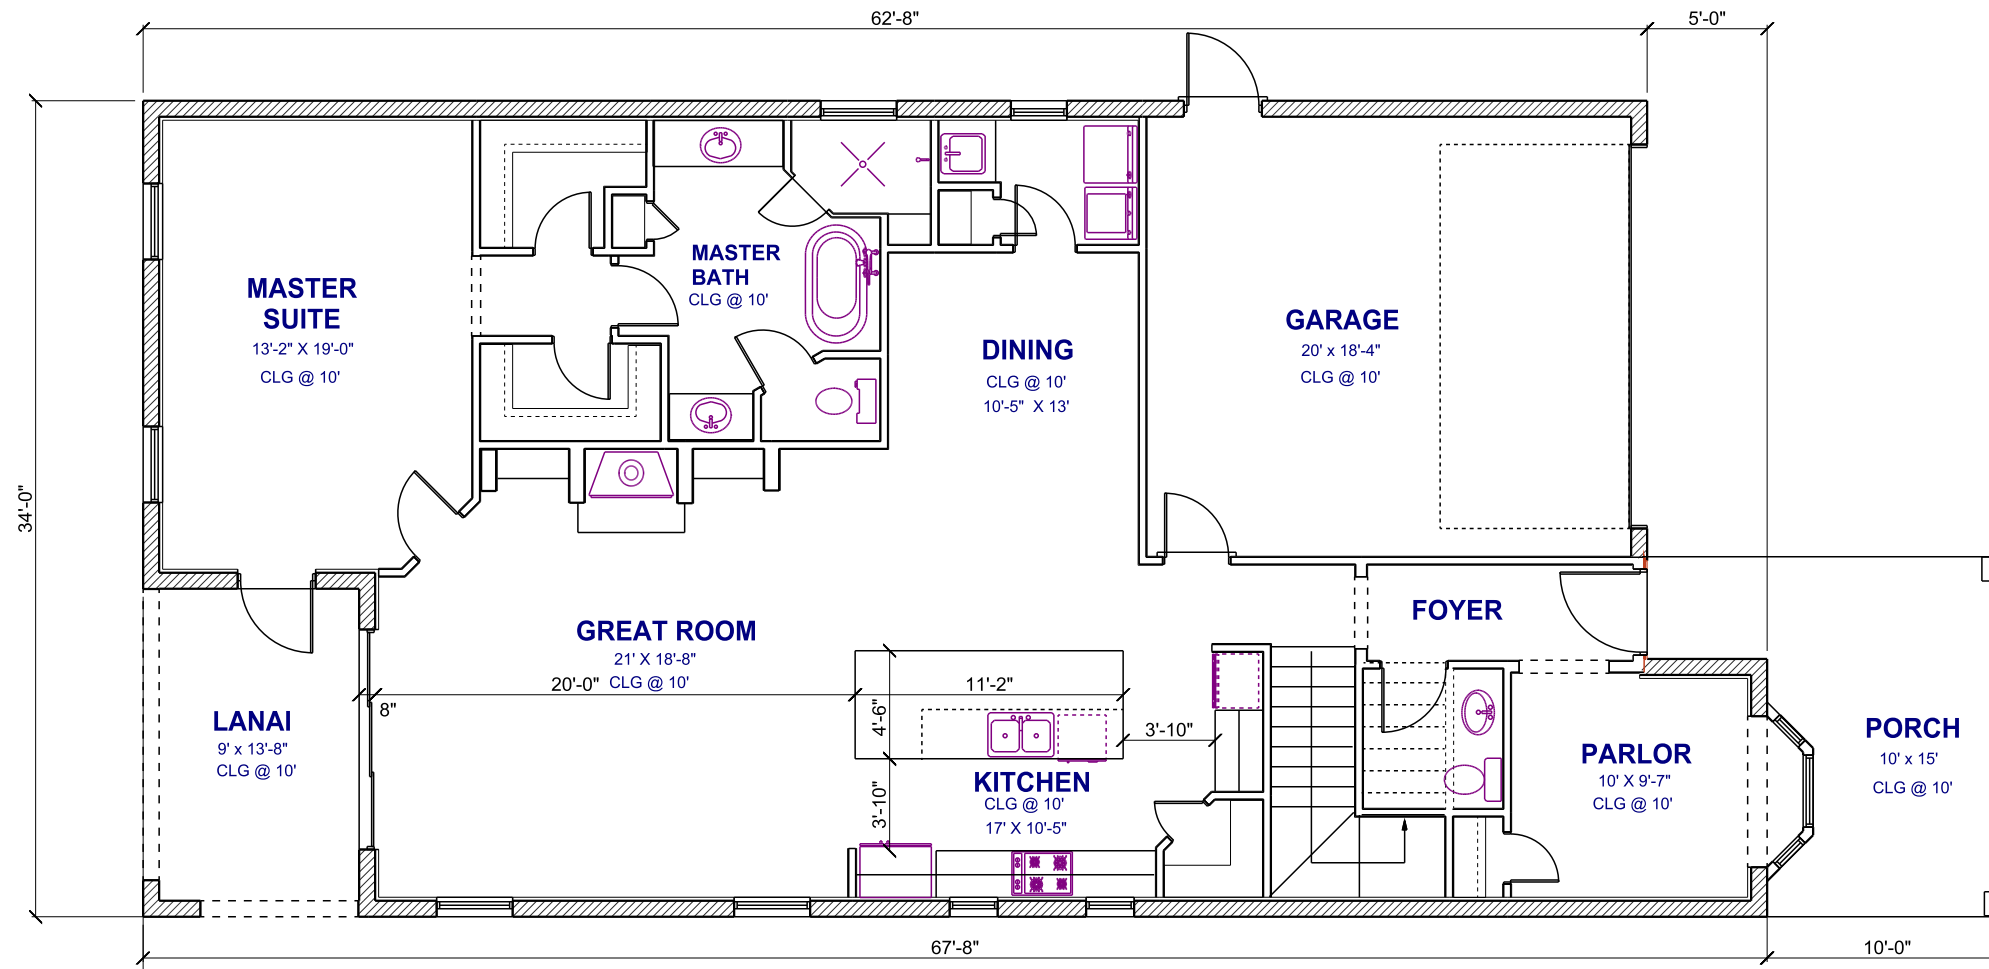 62'-8"
5'-0"
34'-0"
MASTER
SUITE
13'-2" X 19'-0"
CLG @ 10'
MASTER
BATH
CLG @ 10'
DINING
CLG @ 10'
10'-5" X 13'
GARAGE
20' x 18'-4"
CLG @ 10'
GREAT ROOM
21' X 18'-8"
CLG @ 10'
FOYER
20'-0"
8"
11'-2"
4'-6"
3'-10"
3'-10"
LANAI
9' x 13'-8"
CLG @ 10'
KITCHEN
CLG @ 10'
17' X 10'-5"
PARLOR
10' X 9'-7"
CLG @ 10'
PORCH
10' x 15'
CLG @ 10'
67'-8"
10'-0"